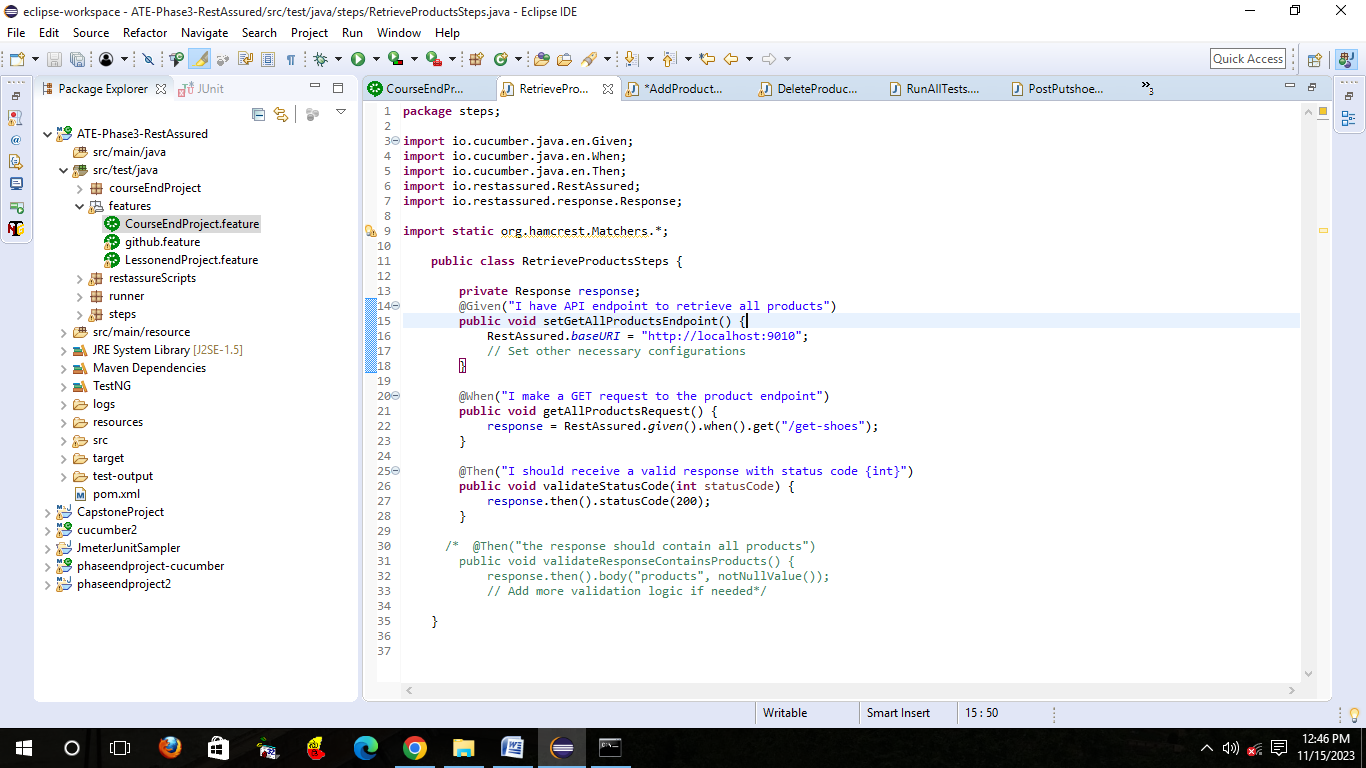 eclipse-workspace - ATE-Phase3-RestAssured/src/test/java/steps/RetrieveProductsSteps.java - Eclipse IDE
File Edit Source Refactor Navigate Search Project Run Window Help
Quick Access
Package Explorer
JUnit
ATE-Phase3-RestAssured
src/main/java
src/test/java
courseEndProject
features
CourseEndProject.feature
github.feature
LessonendProject.feature
restassureScripts
runner
steps
src/main/resource
JRE System Library [J2SE-1.5]
Maven Dependencies
TestNG
logs
resources
src
target
test-output
pom.xml
CapstoneProject
cucumber2
JmeterJunitSampler
phaseendproject-cucumber
phaseendproject2
CourseEndPr... RetrievePro... *AddProduct... DeleteProduc... RunAllTests.... PostPutshoe... »3
1 package steps;
2
3 import io.cucumber.java.en.Given;
4 import io.cucumber.java.en.When;
5 import io.cucumber.java.en.Then;
6 import io.restassured.RestAssured;
7 import io.restassured.response.Response;
8
9 import static org.hamcrest.Matchers.*;
10
11 public class RetrieveProductsSteps {
12
13 private Response response;
14 @Given("I have API endpoint to retrieve all products")
15 public void setGetAllProductsEndpoint() {
16 RestAssured.baseURI = "http://localhost:9010";
17 // Set other necessary configurations
18 }
19
20 @When("I make a GET request to the product endpoint")
21 public void getAllProductsRequest() {
22 response = RestAssured.given().when().get("/get-shoes");
23 }
24
25 @Then("I should receive a valid response with status code {int}")
26 public void validateStatusCode(int statusCode) {
27 response.then().statusCode(200);
28 }
29
30 /* @Then("the response should contain all products")
31 public void validateResponseContainsProducts() {
32 response.then().body("products", notNullValue());
33 // Add more validation logic if needed*/
34
35 }
36
37
Writable Smart Insert 15 : 50
12:46 PM
11/15/2023